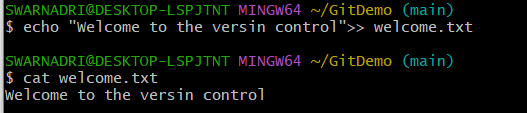 SWARNADRI@DESKTOP-LSPJTNT MINGW64 ~/GitDemo (main)
$ echo "Welcome to the versin control">> welcome.txt
SWARNADRI@DESKTOP-LSPJTNT MINGW64 ~/GitDemo (main)
$ cat welcome.txt
Welcome to the versin control